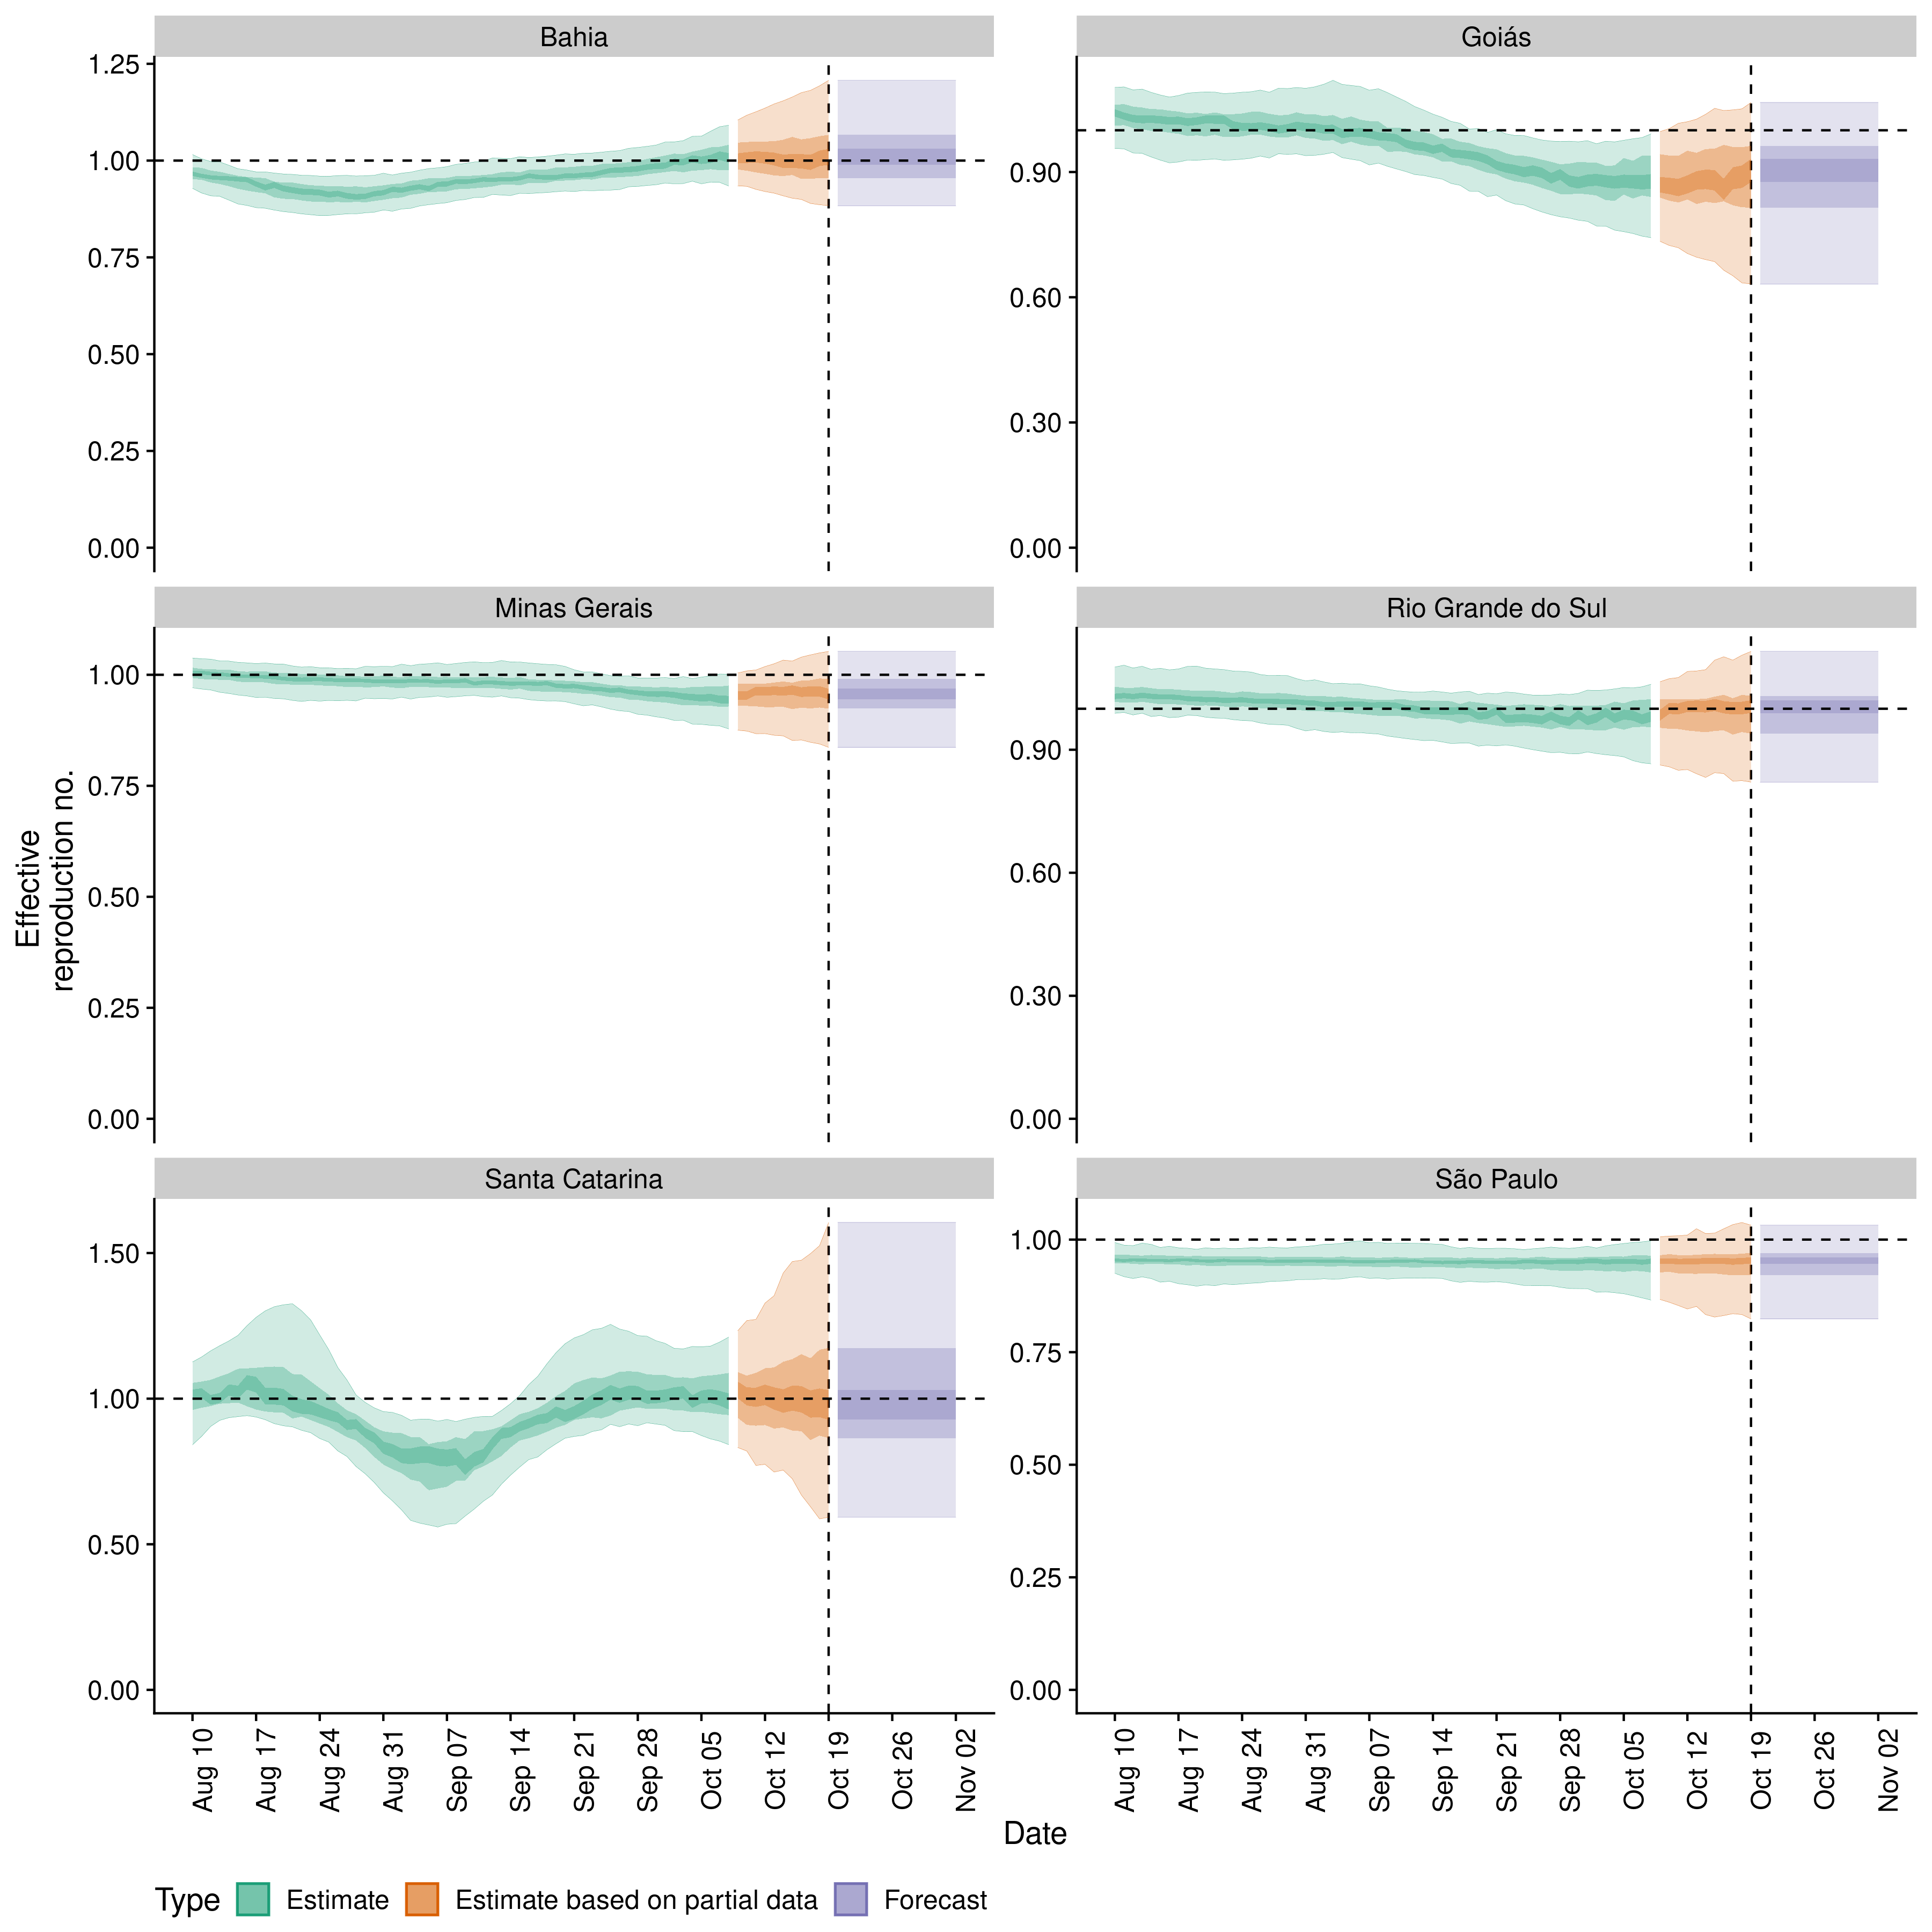 Bahia
Goiás
1.25
1.00
0.75
0.50
0.25
0.00
0.90
0.60
0.30
0.00
Minas Gerais
Rio Grande do Sul
1.00
0.75
0.50
0.25
0.00
0.90
0.60
0.30
0.00
Effective
reproduction no.
Santa Catarina
São Paulo
1.50
1.00
0.50
0.00
1.00
0.75
0.50
0.25
0.00
Aug 10
Aug 17
Aug 24
Aug 31
Sep 07
Sep 14
Sep 21
Sep 28
Oct 05
Oct 12
Oct 19
Oct 26
Nov 02
Aug 10
Aug 17
Aug 24
Aug 31
Sep 07
Sep 14
Sep 21
Sep 28
Oct 05
Oct 12
Oct 19
Oct 26
Nov 02
Date
Type Estimate Estimate based on partial data Forecast